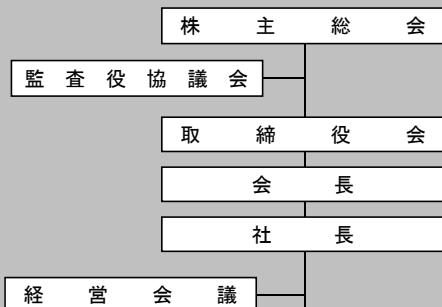 株主総会
監査役協議会
取締役会
会長
社長
経営会議